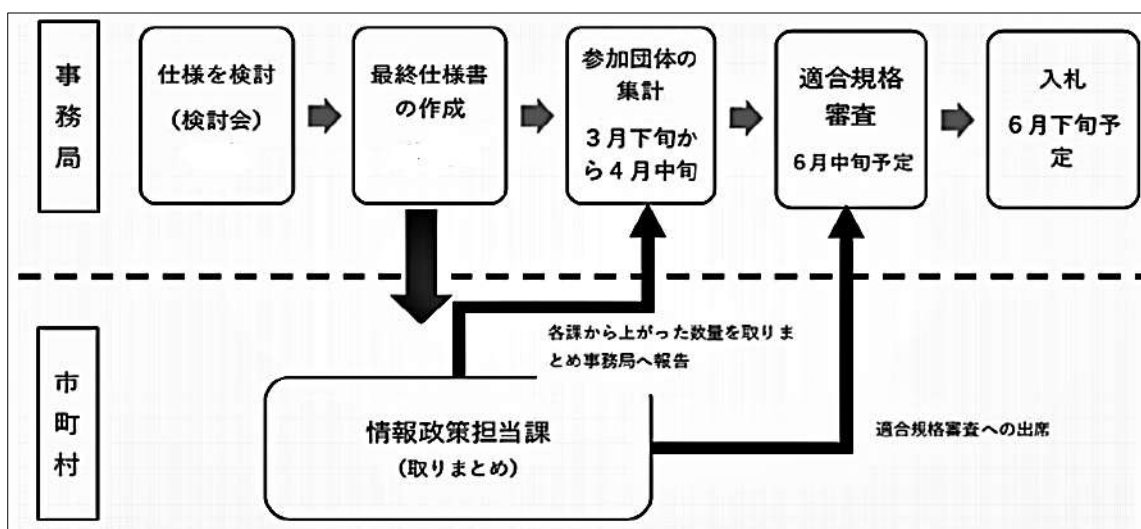 事務局
仕様を検討
（検討会）
最終仕様書
の作成
参加団体の
集計
３月下旬か
ら４月中旬
適合規格
審査
6月中旬予定
入札
６月下旬予
定
市町村
各課から上がった数量を取りま
とめ事務局へ報告
情報政策担当課
（取りまとめ）
適合規格審査への出席